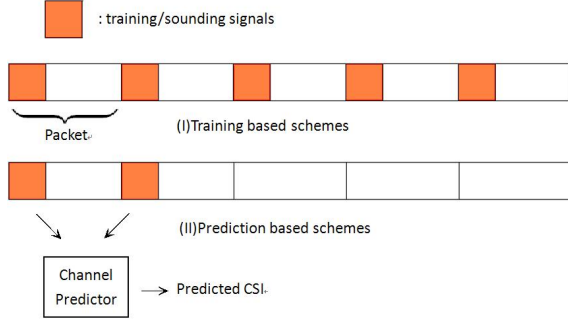 : training/sounding signals
Packet
(I)Training based schemes
(II)Prediction based schemes
Channel
Predictor
Predicted CSI